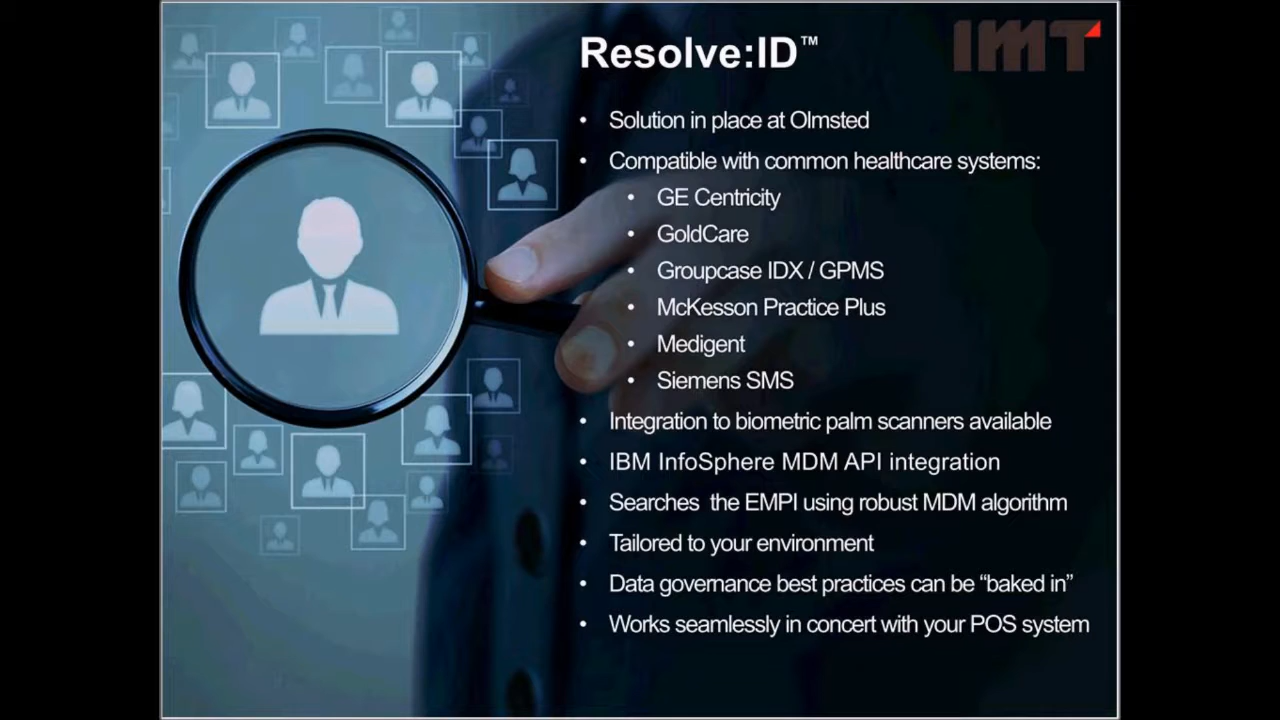 Resolve:ID™
IMT
• Solution in place at Olmsted
• Compatible with common healthcare systems:
• GE Centricity
• GoldCare
• Groupcase IDX / GPMS
• McKesson Practice Plus
• Medigent
• Siemens SMS
• Integration to biometric palm scanners available
• IBM InfoSphere MDM API integration
• Searches  the EMPI using robust MDM algorithm
• Tailored to your environment
• Data governance best practices can be “baked in”
• Works seamlessly in concert with your POS system